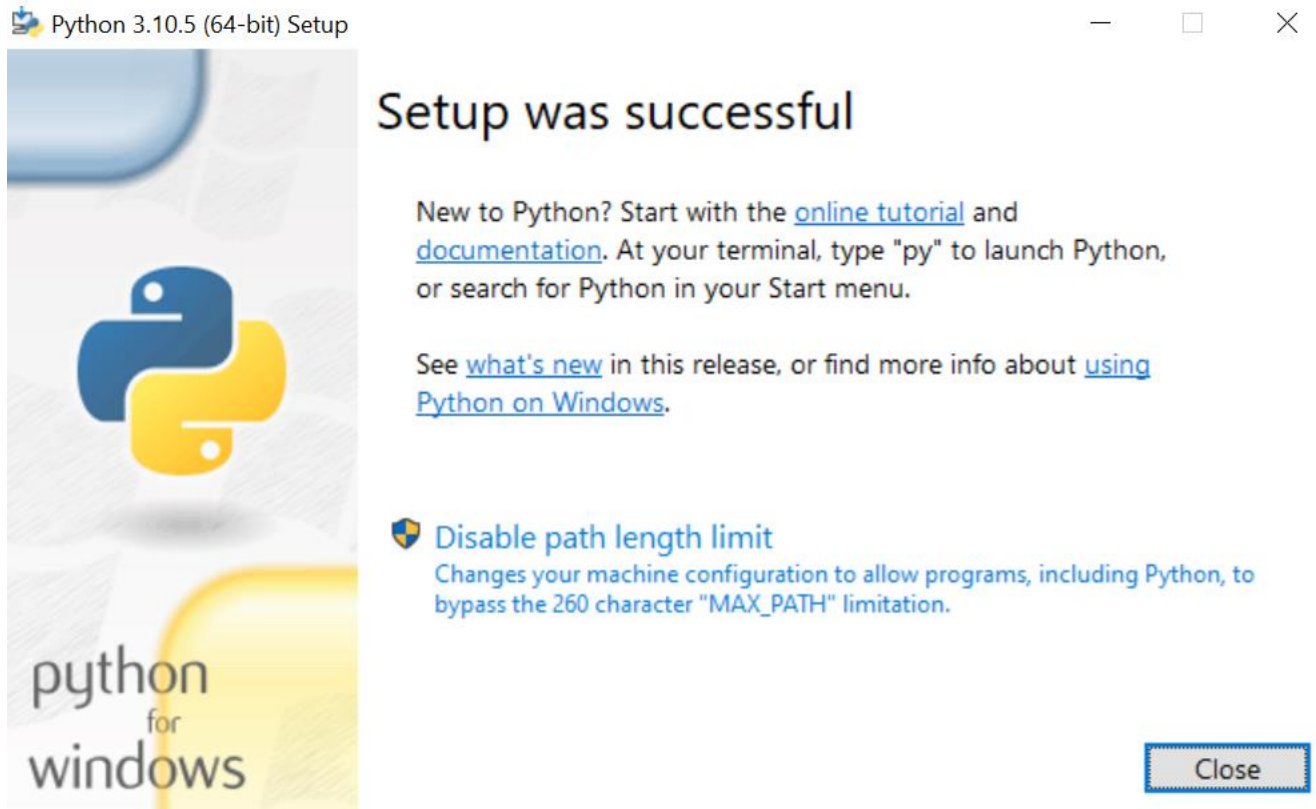 Python 3.10.5 (64-bit) Setup
Setup was successful
New to Python? Start with the online tutorial and
documentation. At your terminal, type "py" to launch Python,
or search for Python in your Start menu.
See what's new in this release, or find more info about using
Python on Windows.
Disable path length limit
Changes your machine configuration to allow programs, including Python, to
bypass the 260 character "MAX_PATH" limitation.
python
for
windows
Close